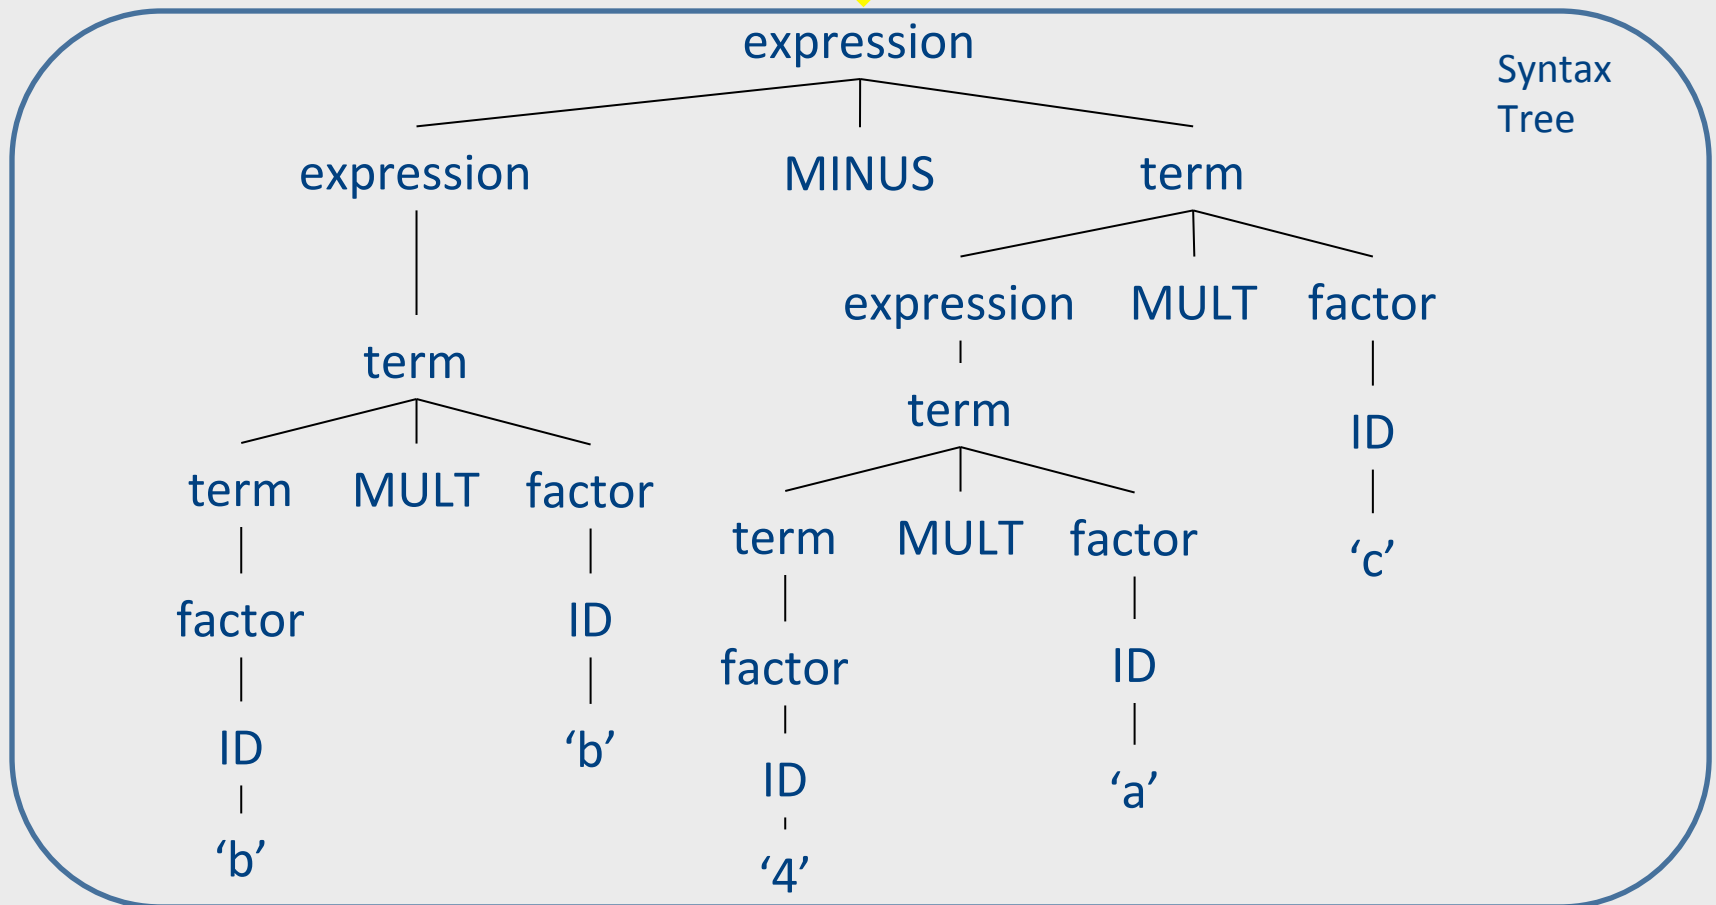 expression
Syntax
Tree
expression MINUS term
expression MULT factor
term
term
ID
term MULT factor
term MULT factor
‘c’
factor
ID
factor
ID
ID
‘b’
ID
‘a’
‘b’
‘4’